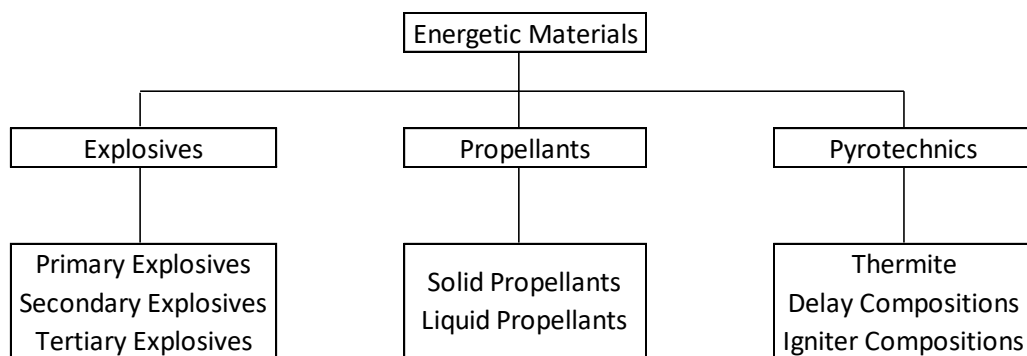 Energetic Materials
Explosives
Propellants
Pyrotechnics
Primary Explosives
Secondary Explosives
Tertiary Explosives
Solid Propellants
Liquid Propellants
Thermite
Delay Compositions
Igniter Compositions